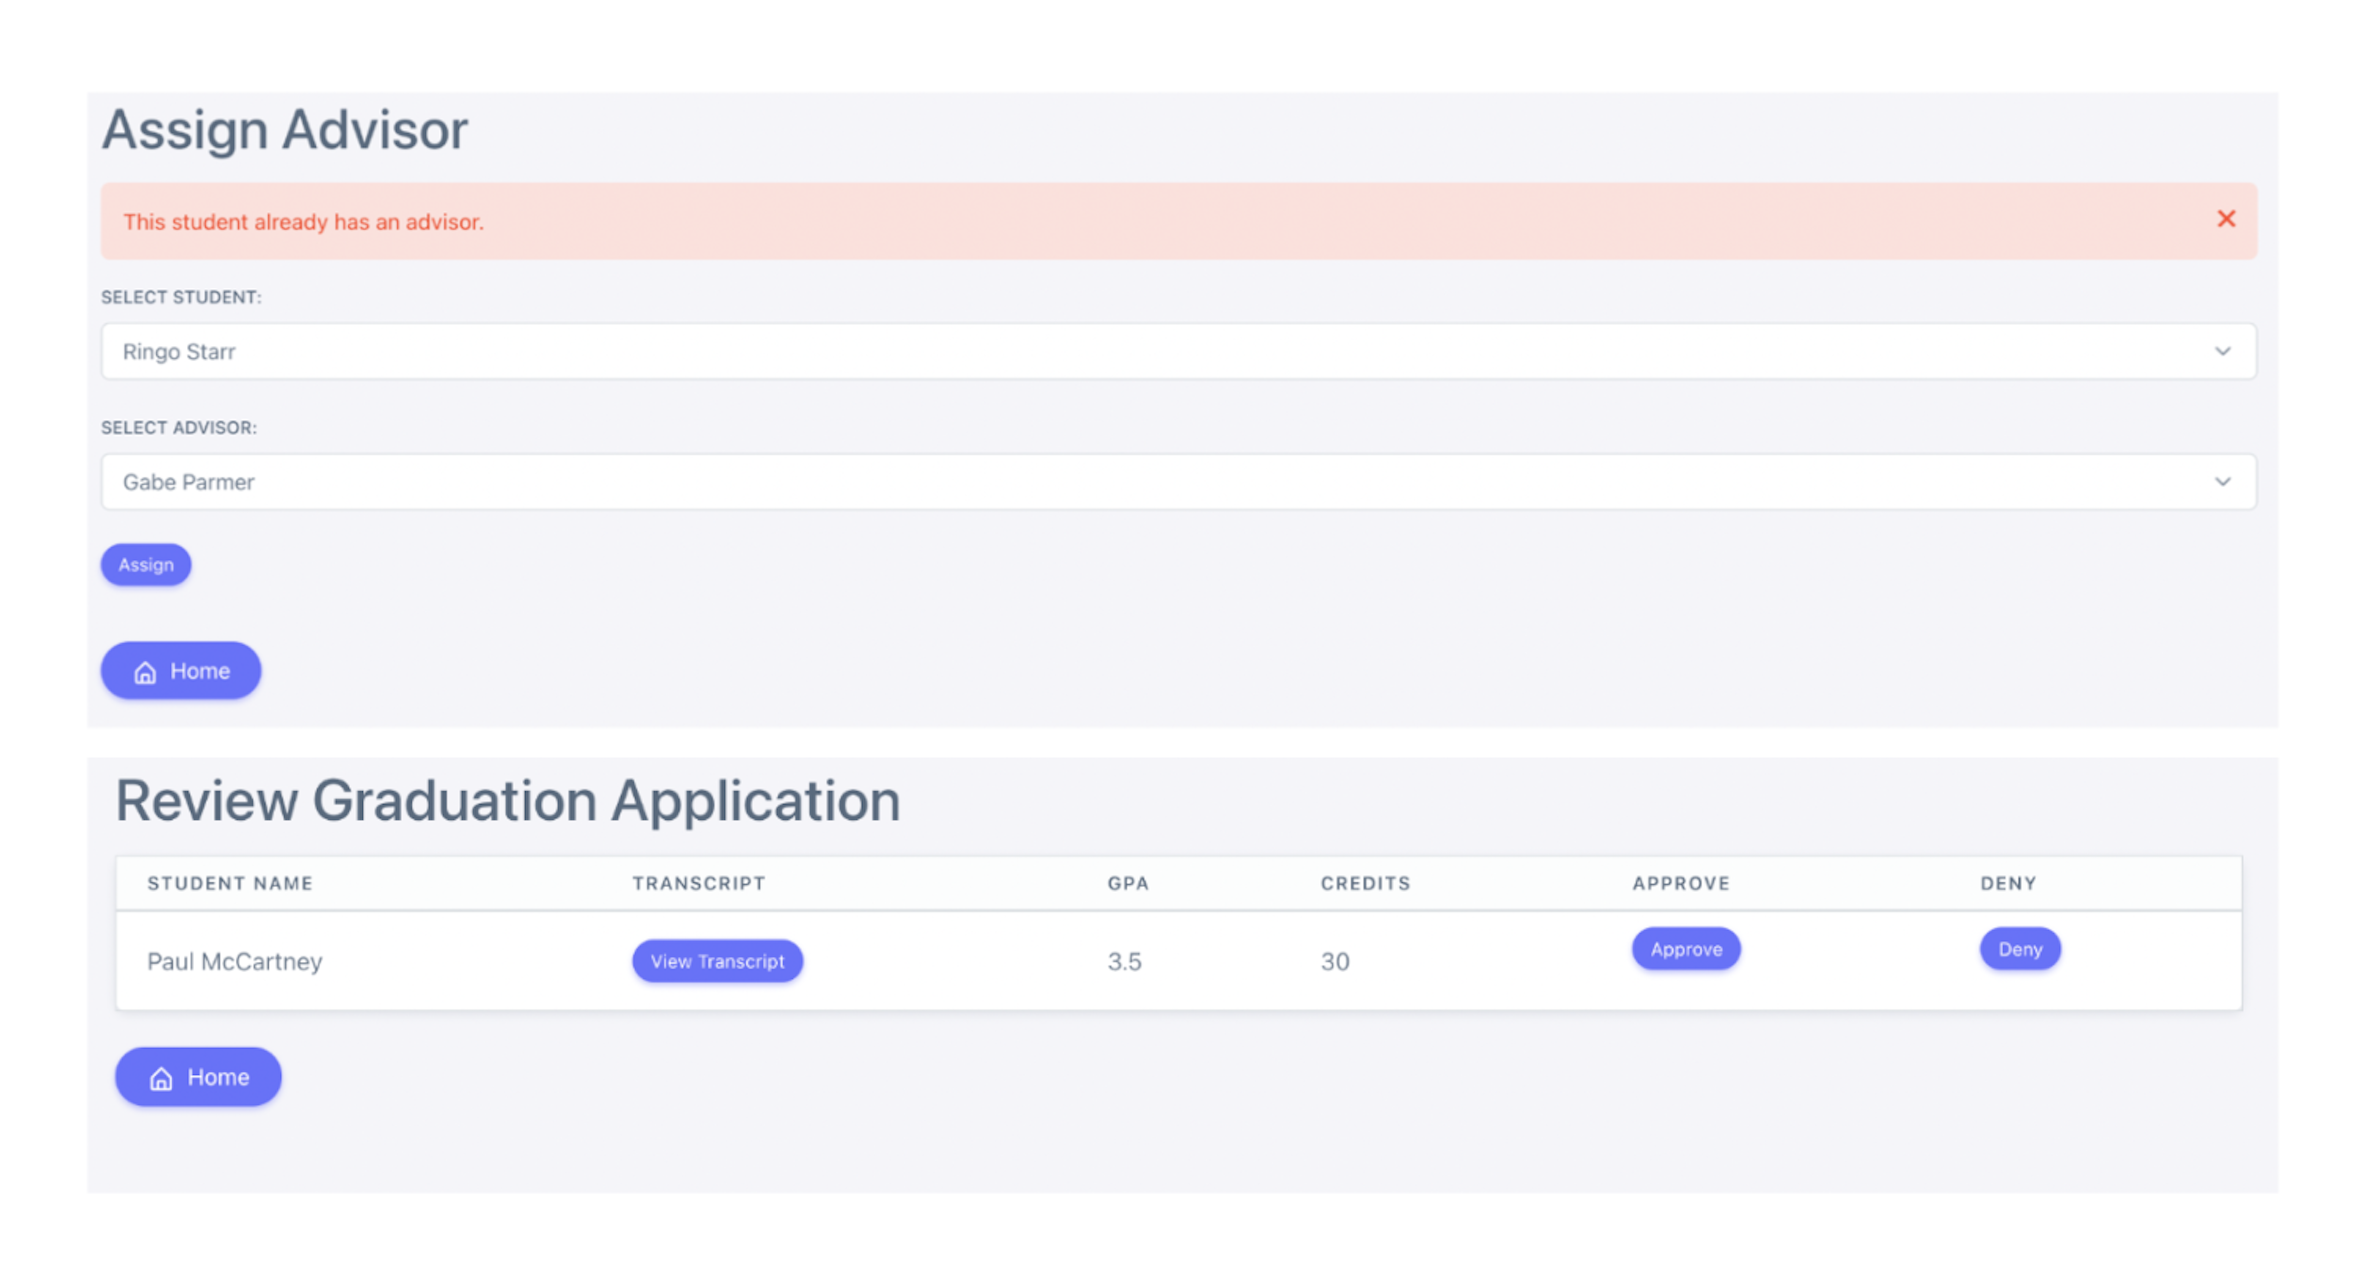 Assign Advisor
This student already has an advisor.
SELECT STUDENT:
Ringo Starr
SELECT ADVISOR:
Gabe Parmer
Assign
Home
Review Graduation Application
STUDENT NAME TRANSCRIPT GPA CREDITS APPROVE DENY
Paul McCartney View Transcript 3.5 30 Approve Deny
Home